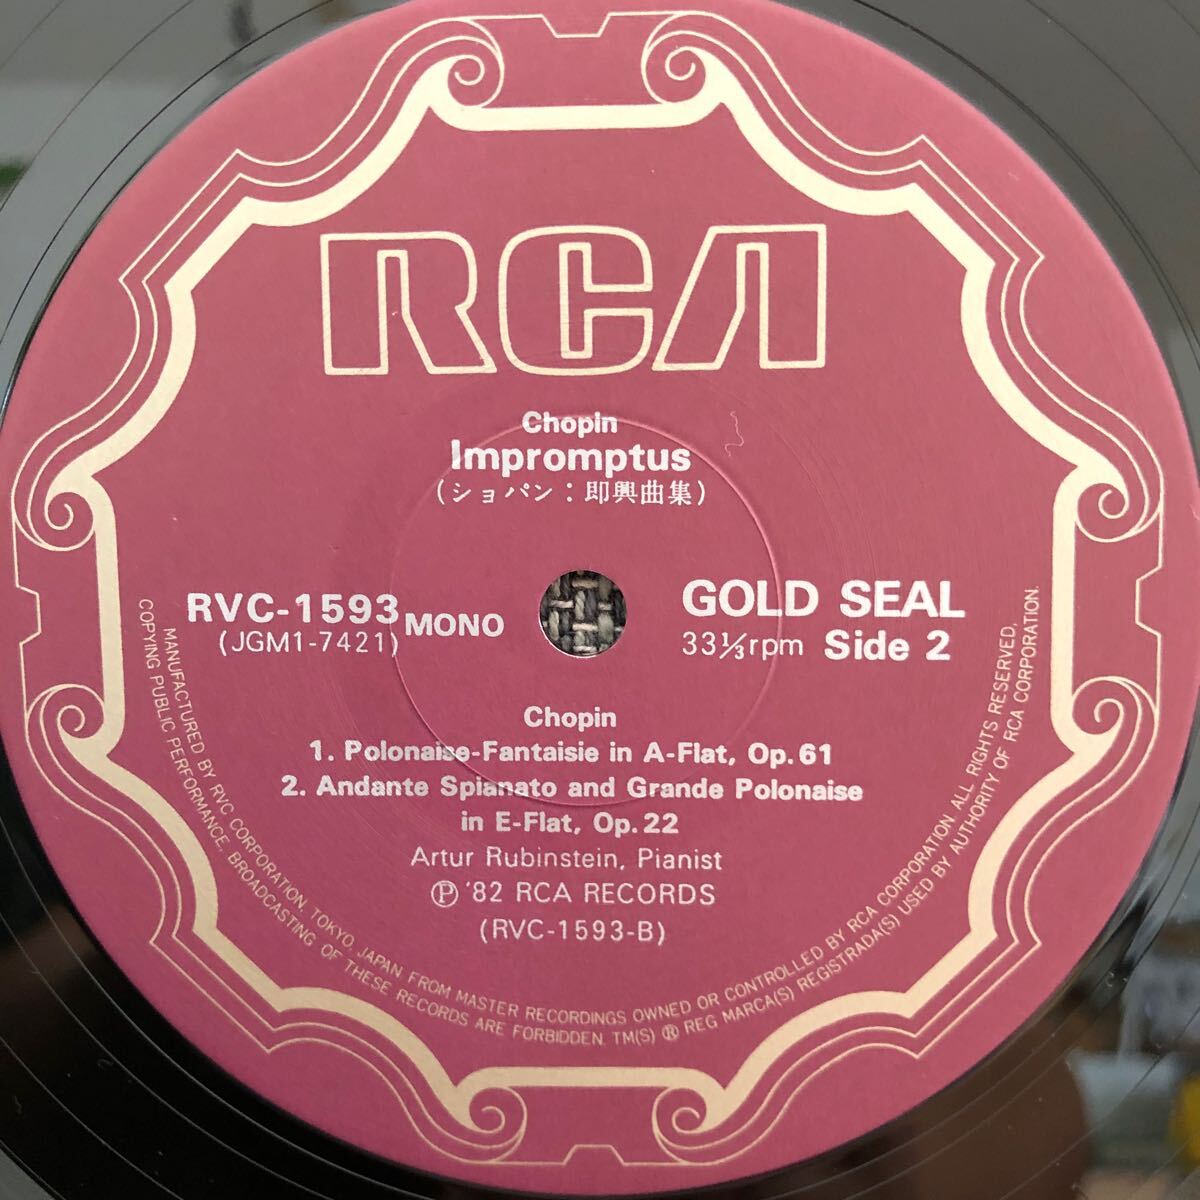 RCA
Chopin
Impromptus
(ショパン：即興曲集)
RVC-1593 MONO
(JGM1-7421)
GOLD SEAL
33⅓rpm Side 2
Chopin
1. Polonaise-Fantaisie in A-Flat, Op.61
2. Andante Spianato and Grande Polonaise
in E-Flat, Op.22
Artur Rubinstein, Pianist
℗ '82 RCA RECORDS
(RVC-1593-B)
MANUFACTURED BY RVC CORPORATION, TOKYO, JAPAN FROM MASTER RECORDINGS OWNED OR CONTROLLED BY RCA CORPORATION. ALL RIGHTS RESERVED.
COPYING PUBLIC PERFORMANCE, BROADCASTING OF THESE RECORDS ARE FORBIDDEN. TM(S) ® REG MARCA(S) REGISTRADA(S) USED BY AUTHORITY OF RCA CORPORATION.